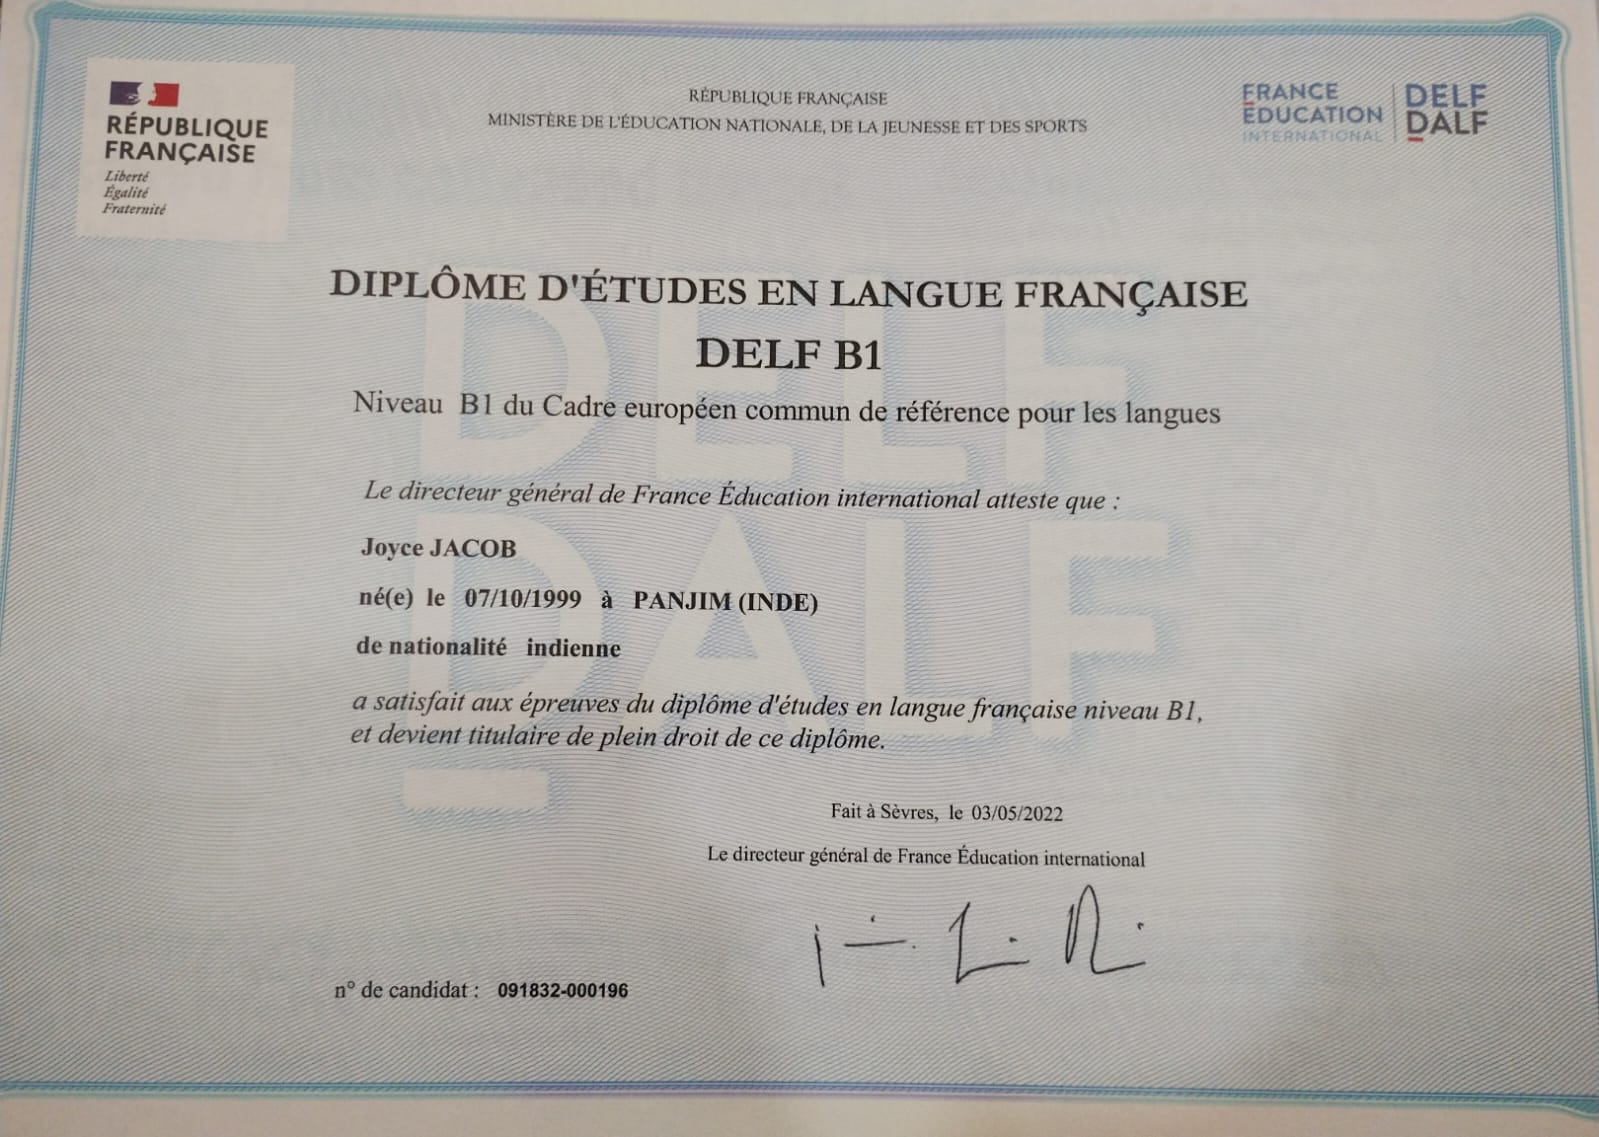 RÉPUBLIQUE
FRANÇAISE
Liberté
Égalité
Fraternité
RÉPUBLIQUE FRANÇAISE
MINISTÈRE DE L'ÉDUCATION NATIONALE, DE LA JEUNESSE ET DES SPORTS
FRANCE
ÉDUCATION
INTERNATIONAL
DELF
DALF
DIPLÔME D'ÉTUDES EN LANGUE FRANÇAISE
DELF B1
Niveau B1 du Cadre européen commun de référence pour les langues
Le directeur général de France Éducation international atteste que :
Joyce JACOB
né(e) le 07/10/1999 à PANJIM (INDE)
de nationalité indienne
a satisfait aux épreuves du diplôme d'études en langue française niveau B1,
et devient titulaire de plein droit de ce diplôme.
Fait à Sèvres, le 03/05/2022
Le directeur général de France Éducation international
n° de candidat : 091832-000196
DELF
DALF